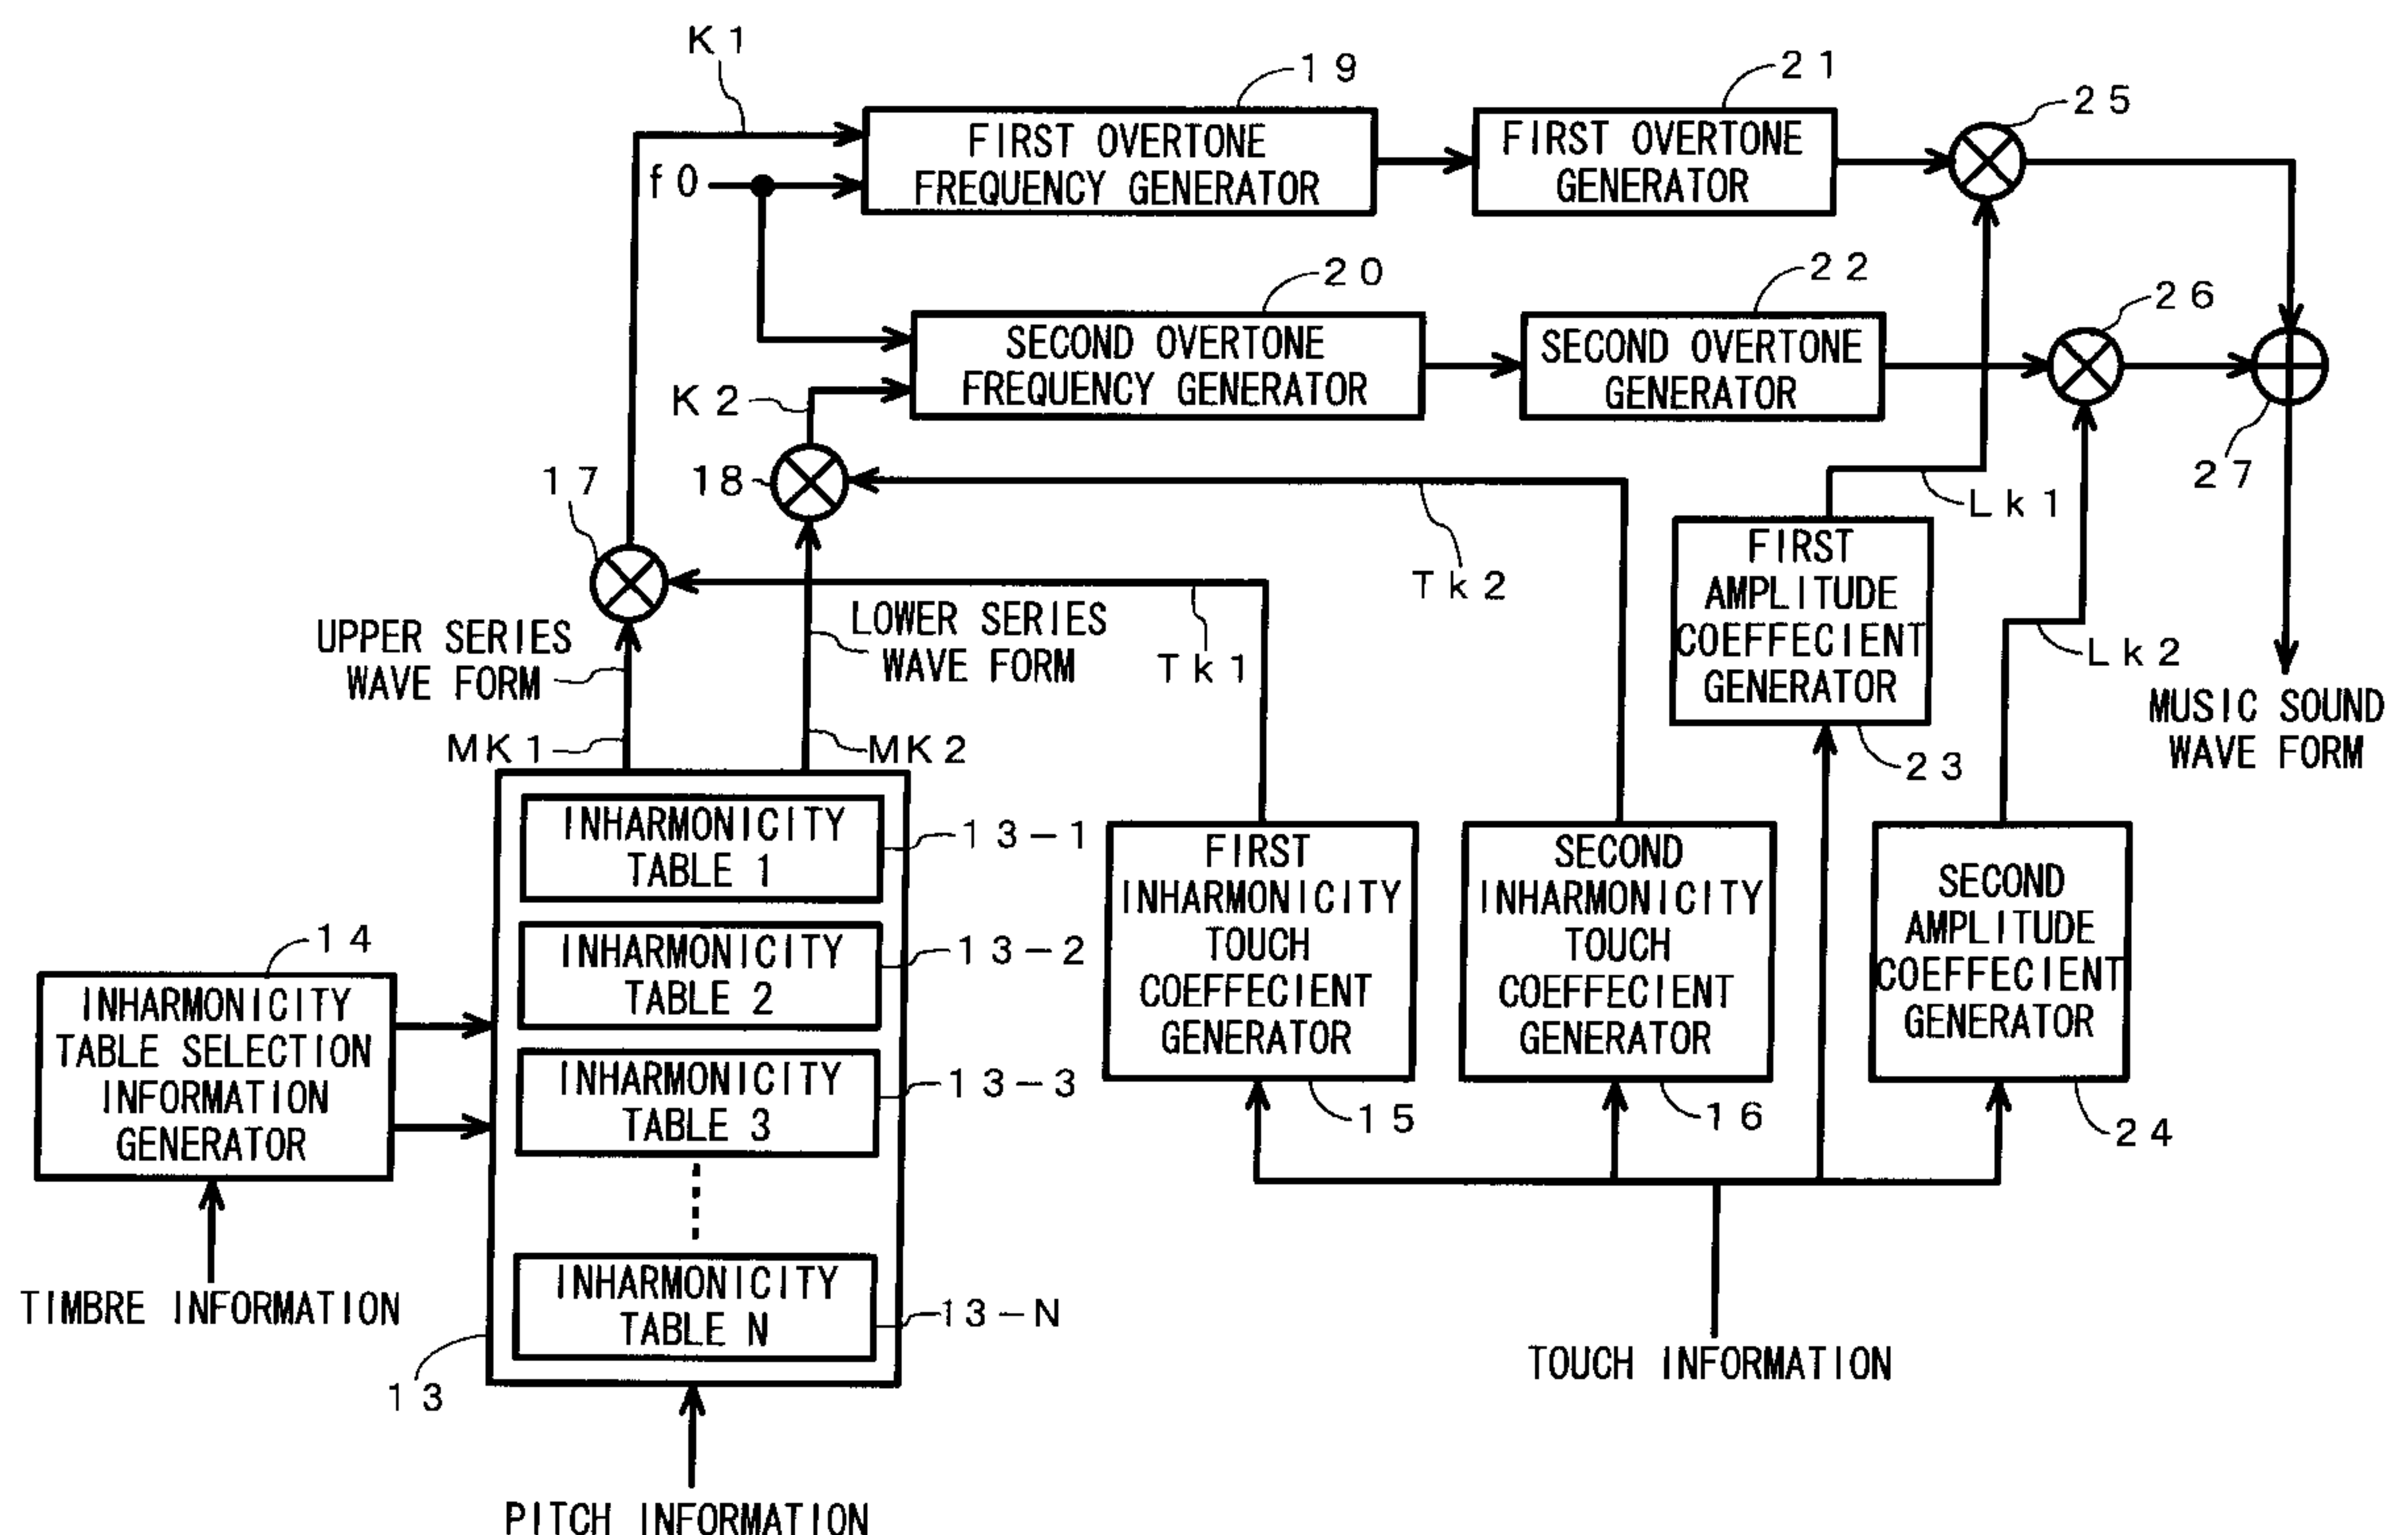 K1
19
21
25
FIRST OVERTONE
FREQUENCY GENERATOR
FIRST OVERTONE
GENERATOR
f0
20
22
26
SECOND OVERTONE
FREQUENCY GENERATOR
SECOND OVERTONE
GENERATOR
K2
17
18
27
Lk1
Tk2
FIRST
AMPLITUDE
COEFFECIENT
GENERATOR
UPPER SERIES
WAVE FORM
LOWER SERIES
WAVE FORM
Tk1
Lk2
MUSIC SOUND
WAVE FORM
MK1
MK2
23
INHARMONICITY
TABLE 1
13-1
FIRST
INHARMONICITY
TOUCH
COEFFECIENT
GENERATOR
SECOND
INHARMONICITY
TOUCH
COEFFECIENT
GENERATOR
SECOND
AMPLITUDE
COEFFECIENT
GENERATOR
14
INHARMONICITY
TABLE 2
13-2
INHARMONICITY
TABLE SELECTION
INFORMATION
GENERATOR
INHARMONICITY
TABLE 3
13-3
15
16
24
INHARMONICITY
TABLE N
13-N
TIMBRE INFORMATION
13
TOUCH INFORMATION
PITCH INFORMATION